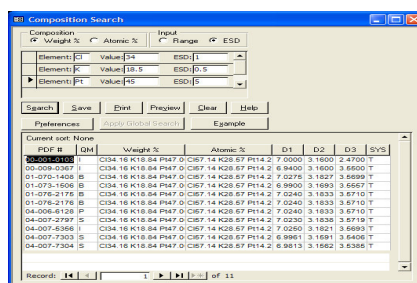 Composition Search
Composition Input
Weight % Atomic % Range ESD
Element: Cl Value: 34 ESD: 1
Element: K Value: 18.5 ESD: 0.5
Element: Pt Value: 45 ESD: 5
Search Save Print Preview Clear Help
Preferences Apply Global Search Example
Current sort: None
PDF # QM Weight % Atomic % D1 D2 D3 SYS
00-001-0103 I Cl34.16 K18.84 Pt47.0 Cl57.14 K28.57 Pt14.2 7.0000 3.1600 2.4700 T
00-009-0367 I Cl34.16 K18.84 Pt47.0 Cl57.14 K28.57 Pt14.2 6.9400 3.1600 3.5500 T
01-070-1408 B Cl34.16 K18.84 Pt47.0 Cl57.14 K28.57 Pt14.2 7.0275 3.1827 3.5699 T
01-073-1506 B Cl34.16 K18.84 Pt47.0 Cl57.14 K28.57 Pt14.2 6.9900 3.1693 3.5557 T
01-076-2175 B Cl34.16 K18.84 Pt47.0 Cl57.14 K28.57 Pt14.2 7.0240 3.1833 3.5710 T
01-076-2176 B Cl34.16 K18.84 Pt47.0 Cl57.14 K28.57 Pt14.2 7.0240 3.1833 3.5710 T
04-006-6128 P Cl34.16 K18.84 Pt47.0 Cl57.14 K28.57 Pt14.2 7.0240 3.1833 3.5710 T
04-007-2797 S Cl34.16 K18.84 Pt47.0 Cl57.14 K28.57 Pt14.2 7.0230 3.1838 3.5719 T
04-007-5366 I Cl34.16 K18.84 Pt47.0 Cl57.14 K28.57 Pt14.2 7.0250 3.1821 3.5693 T
04-007-7303 S Cl34.16 K18.84 Pt47.0 Cl57.14 K28.57 Pt14.2 6.9961 3.1591 3.5406 T
04-007-7304 S Cl34.16 K18.84 Pt47.0 Cl57.14 K28.57 Pt14.2 6.9813 3.1562 3.5385 T
Record: 1 of 11